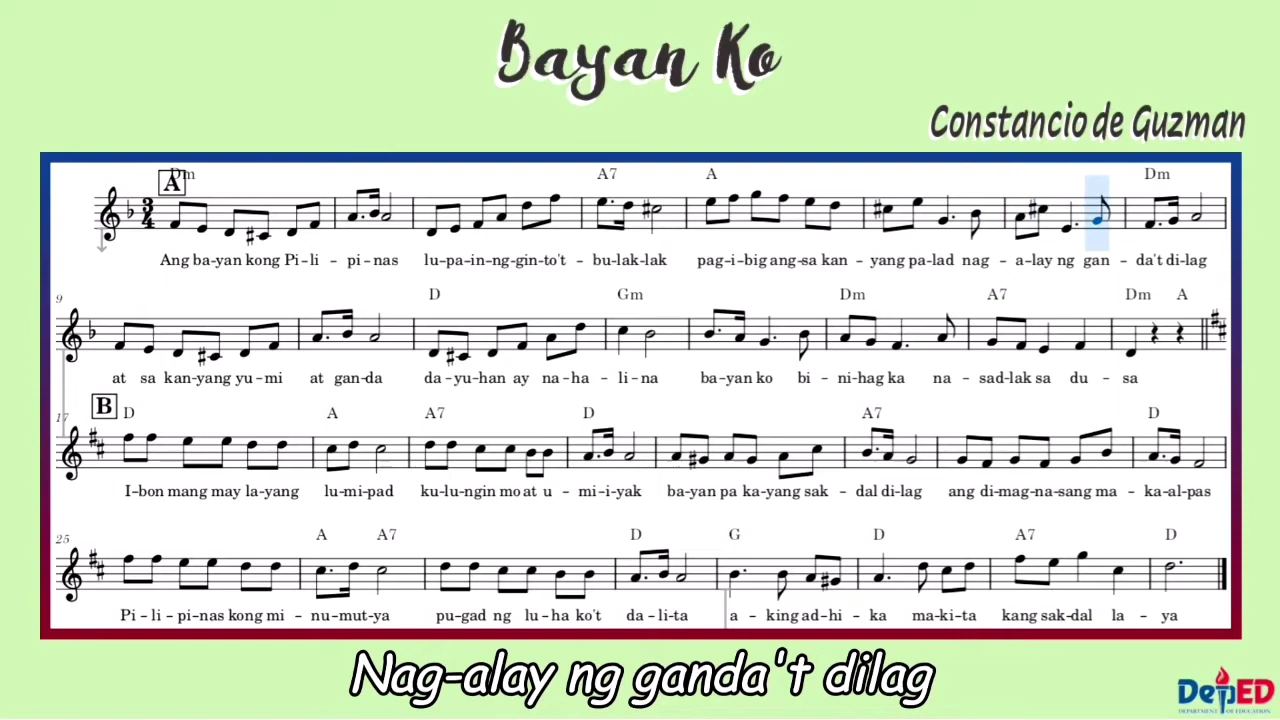 Bayan Ko
Constancio de Guzman
A Dm A7 A Dm
3 4
Ang ba-yan kong Pi-li-pi-nas lu-pa-in-ng-gin-to't-bu-lak-lak pag-i-big ang-sa kan-yang pa-lad nag-a-lay ng gan-da't di-lag
9
D Gm Dm A7 Dm A
at sa kan-yang yu-mi at gan-da da-yu-han ay na-ha-li-na ba-yan ko bi-ni-hag ka na-sad-lak sa du-sa
B
17 D A A7 D A7 D
I-bon mang may la-yang lu-mi-pad ku-lu-ngin mo at u-mi-i-yak ba-yan pa ka-yang sak-dal di-lag ang di-mag-na-sang ma-ka-al-pas
25 A A7 D G D A7 D
Pi-li-pi-nas kong mi-nu-mut-ya pu-gad ng lu-ha ko't da-li-ta a-king ad-hi-ka ma-ki-ta kang sak-dal la-ya
Nag-alay ng ganda't dilag
DepED
DEPARTMENT OF EDUCATION